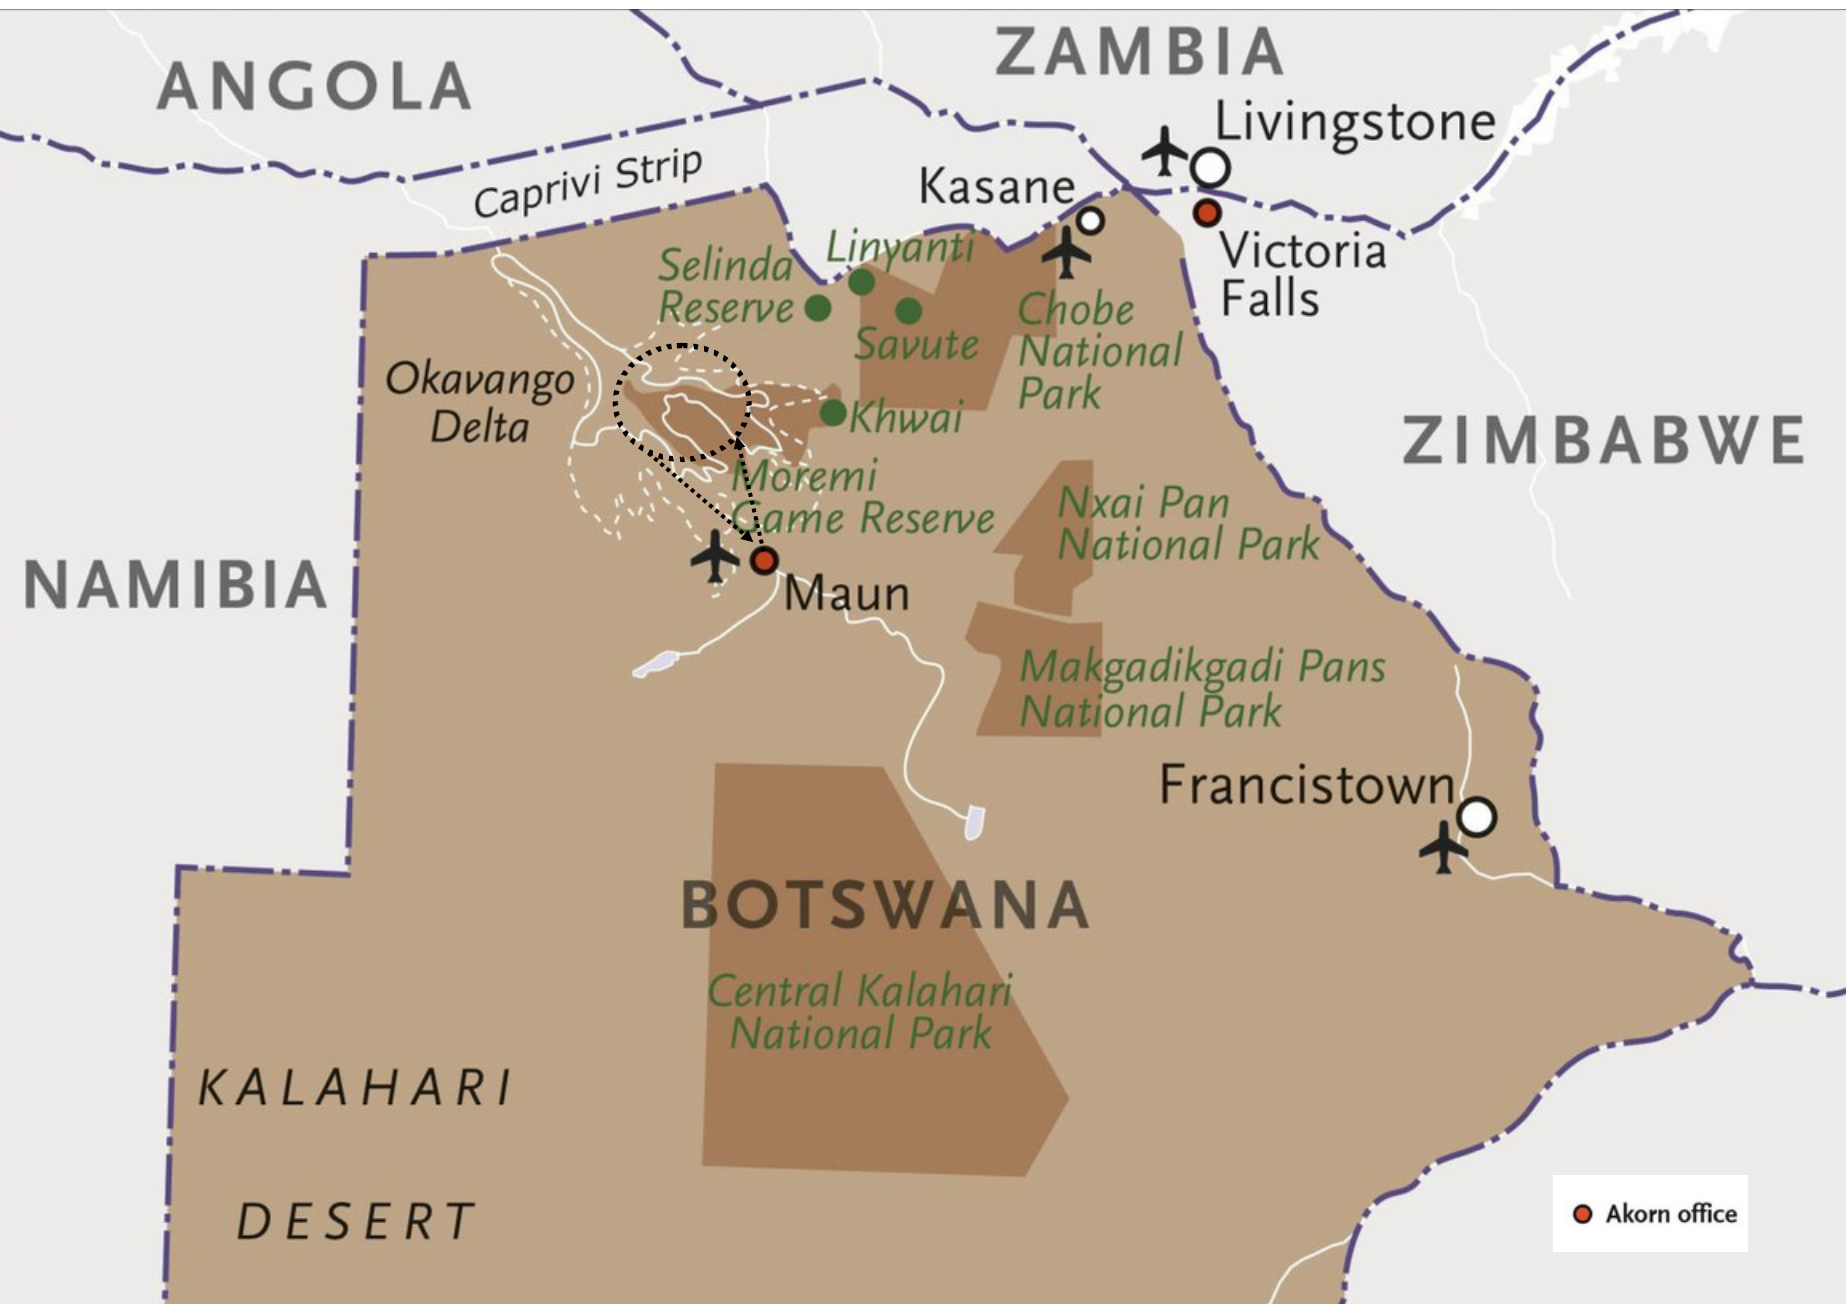 ANGOLA
ZAMBIA
Livingstone
Caprivi Strip
Kasane
Victoria
Falls
Linyanti
Selinda
Reserve
Savute
Chobe
National
Park
Okavango
Delta
Khwai
ZIMBABWE
Moremi
Game Reserve
Nxai Pan
National Park
NAMIBIA
Maun
Makgadikgadi Pans
National Park
Francistown
BOTSWANA
Central Kalahari
National Park
KALAHARI
DESERT
Akorn office